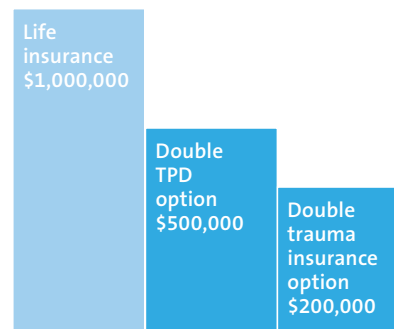 Life
insurance
$1,000,000
Double
TPD
option
$500,000
Double
trauma
insurance
option
$200,000